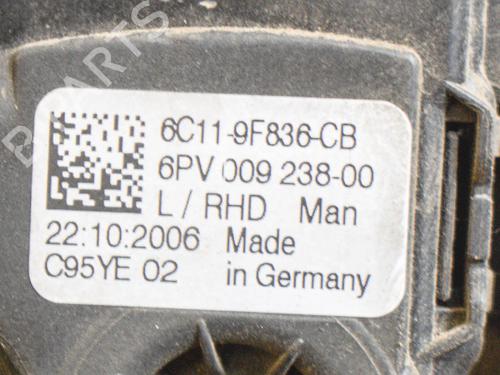 6C11-9F836-CB
6PV 009 238-00
L / RHD Man
22:10:2006 Made
C95YE 02 in Germany